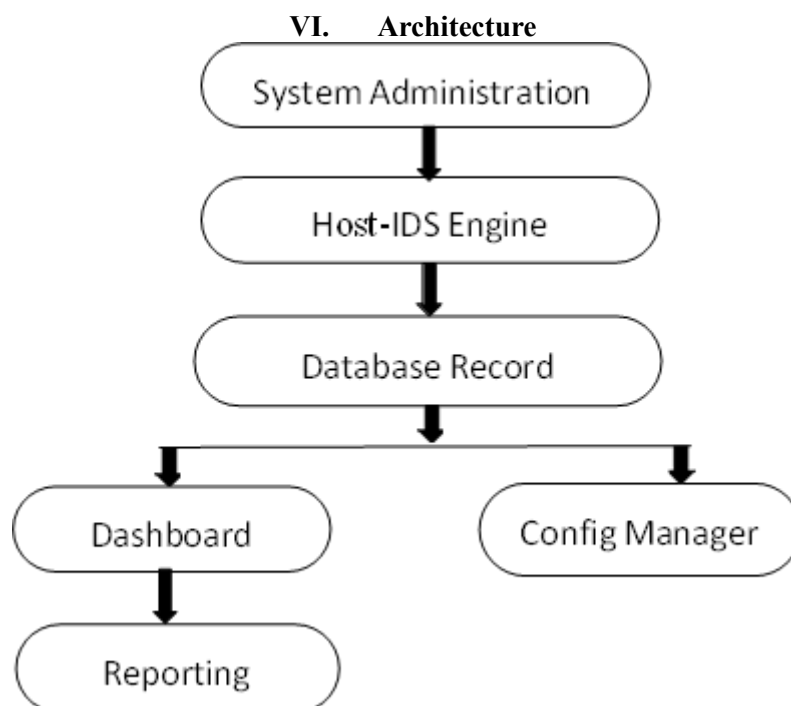 VI. Architecture
System Administration
Host-IDS Engine
Database Record
Dashboard
Config Manager
Reporting